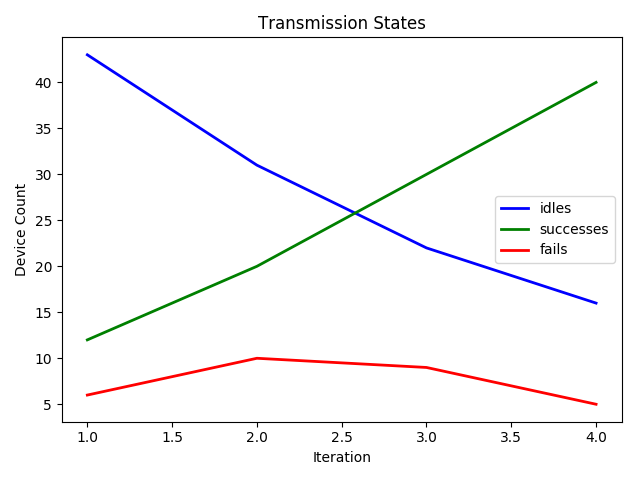 Transmission States
Device Count
40
35
30
25
20
15
10
5
idles
successes
fails
1.0 1.5 2.0 2.5 3.0 3.5 4.0
Iteration